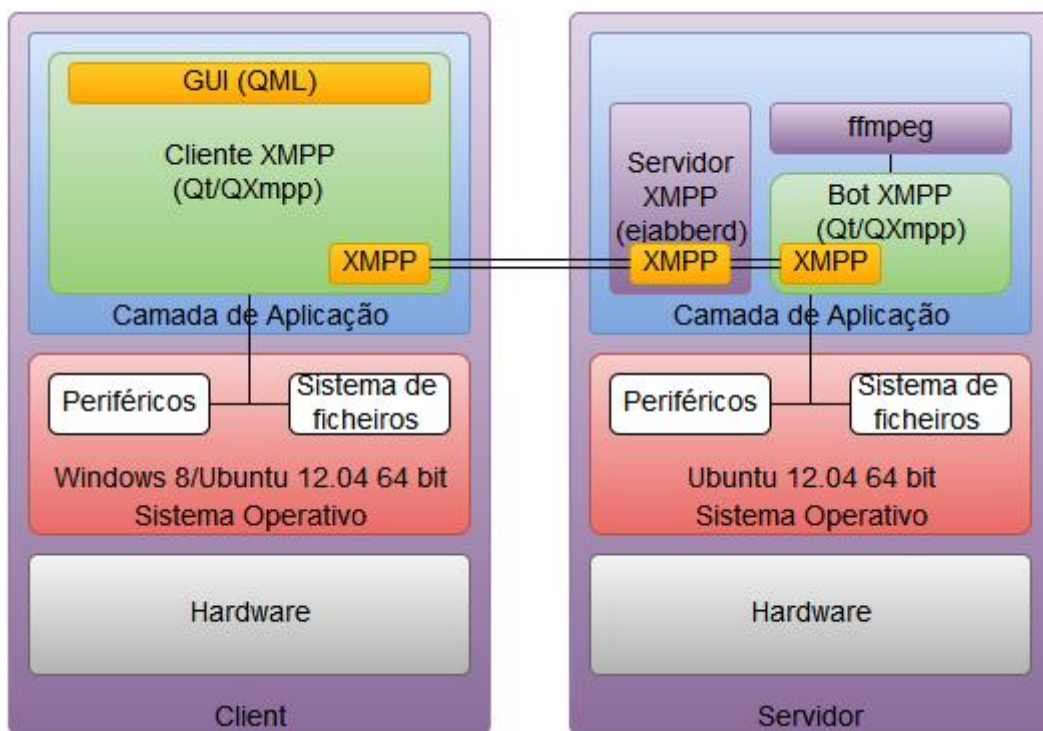 GUI (QML)
Cliente XMPP
(Qt/QXmpp)
XMPP
Camada de Aplicação
Periféricos
Sistema de
ficheiros
Windows 8/Ubuntu 12.04 64 bit
Sistema Operativo
Hardware
Client
ffmpeg
Servidor
XMPP
(ejabberd)
XMPP
Bot XMPP
(Qt/QXmpp)
XMPP
Camada de Aplicação
Periféricos
Sistema de
ficheiros
Ubuntu 12.04 64 bit
Sistema Operativo
Hardware
Servidor